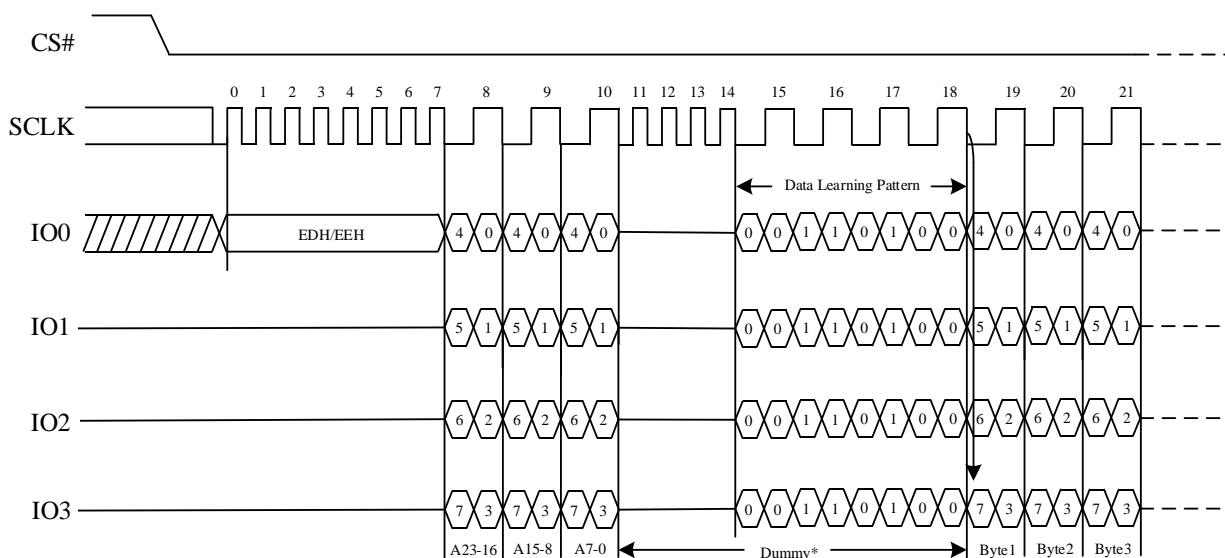 CS#
0 1 2 3 4 5 6 7 8 9 10 11 12 13 14 15 16 17 18 19 20 21
SCLK
Data Learning Pattern
IO0 EDH/EEH 4 0 4 0 4 0 0 0 1 1 0 1 0 0 4 0 4 0 4 0
IO1 5 1 5 1 5 1 0 0 1 1 0 1 0 0 5 1 5 1 5 1
IO2 6 2 6 2 6 2 0 0 1 1 0 1 0 0 6 2 6 2 6 2
IO3 7 3 7 3 7 3 0 0 1 1 0 1 0 0 7 3 7 3 7 3
A23-16 A15-8 A7-0 Dummy* Byte1 Byte2 Byte3